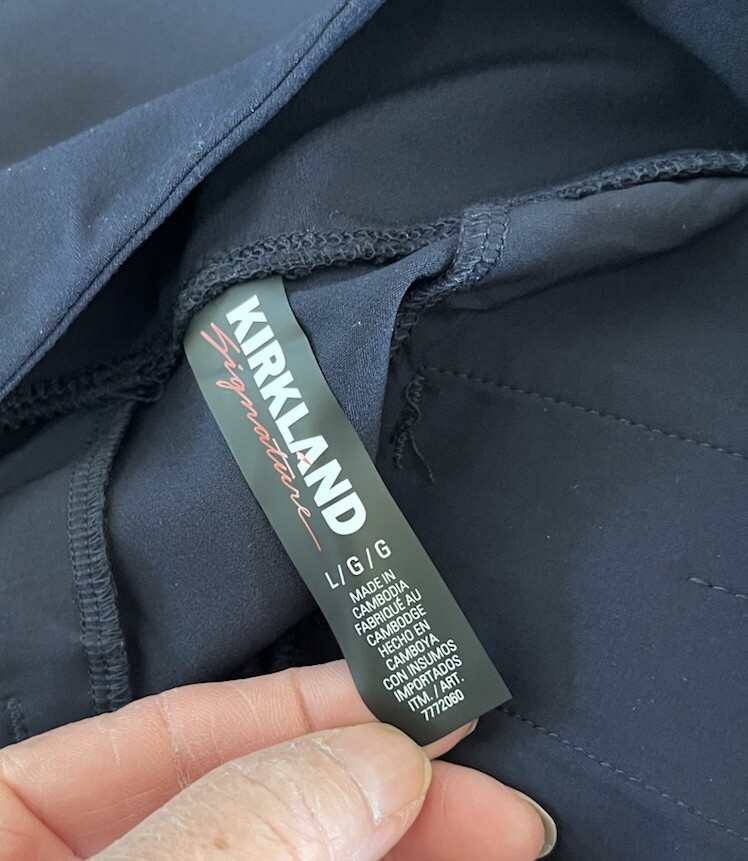 KIRKLAND
Signature
L/G/G
MADE IN
CAMBODIA
FABRIQUÉ AU
CAMBODGE
HECHO EN
CAMBOYA
CON INSUMOS
IMPORTADOS
ITM. / ART.
7772060